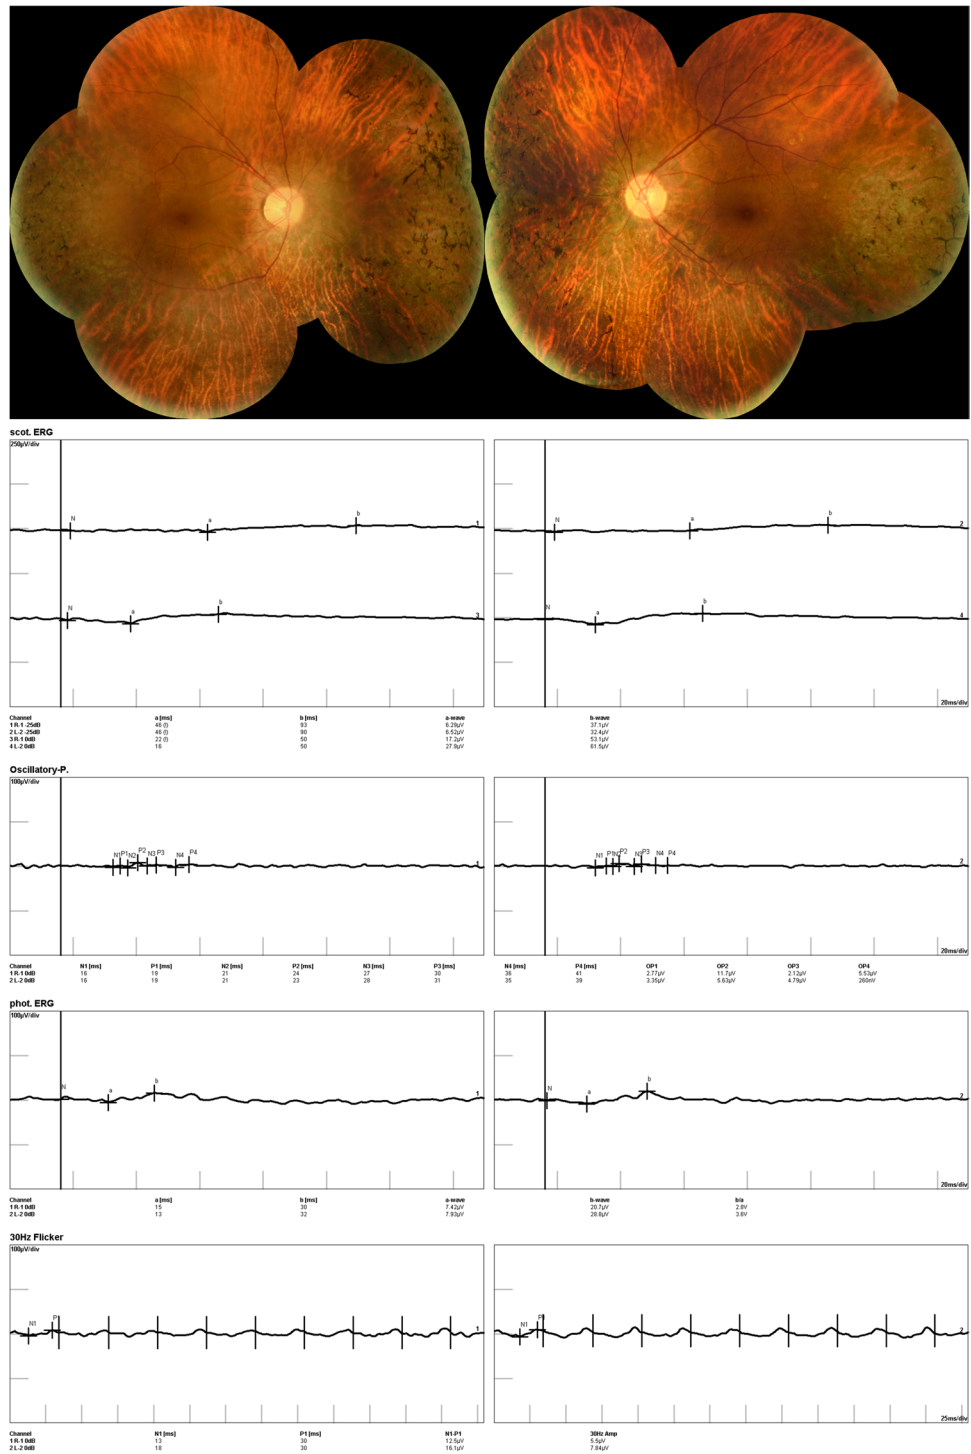 scot. ERG
250µV/div
N a b 1
N a b 2
N a b 3
N a b 4
20ms/div
Channel a [ms] b [ms] a-wave b-wave
1 R-1 -25dB 46 (!) 93 6.29µV 37.1µV
2 L-2 -25dB 46 (!) 80 6.52µV 32.4µV
3 R-1 0dB 22 (!) 50 17.2µV 53.1µV
4 L-2 0dB 16 50 27.9µV 61.5µV
Oscillatory-P.
100µV/div
N1 P1 N2 P2 N3 P3 N4 P4 1
N1 P1 N2 P2 N3 P3 N4 P4 2
20ms/div
Channel N1 [ms] P1 [ms] N2 [ms] P2 [ms] N3 [ms] P3 [ms] N4 [ms] P4 [ms] OP1 OP2 OP3 OP4
1 R-1 0dB 16 19 21 24 27 30 36 41 2.77µV 11.7µV 2.12µV 5.53µV
2 L-2 0dB 16 19 21 23 28 31 35 39 3.35µV 5.63µV 4.79µV 260nV
phot. ERG
100µV/div
N a b 1
N a b 2
20ms/div
Channel a [ms] b [ms] a-wave b-wave b/a
1 R-1 0dB 15 30 7.42µV 20.7µV 2.8V
2 L-2 0dB 13 32 7.93µV 28.8µV 3.6V
30Hz Flicker
100µV/div
N1 P 1
N1 P 2
25ms/div
Channel N1 [ms] P1 [ms] N1-P1 30Hz Amp
1 R-1 0dB 13 30 12.5µV 5.5µV
2 L-2 0dB 18 30 16.1µV 7.84µV